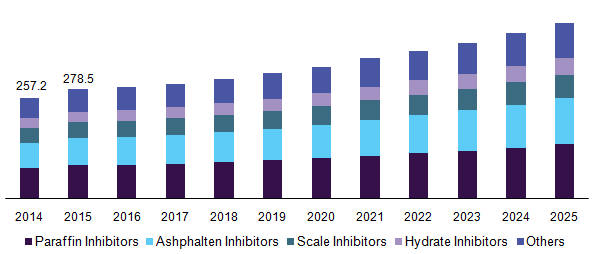 257.2
278.5
2014 2015 2016 2017 2018 2019 2020 2021 2022 2023 2024 2025
Paraffin Inhibitors Ashphalten Inhibitors Scale Inhibitors Hydrate Inhibitors Others